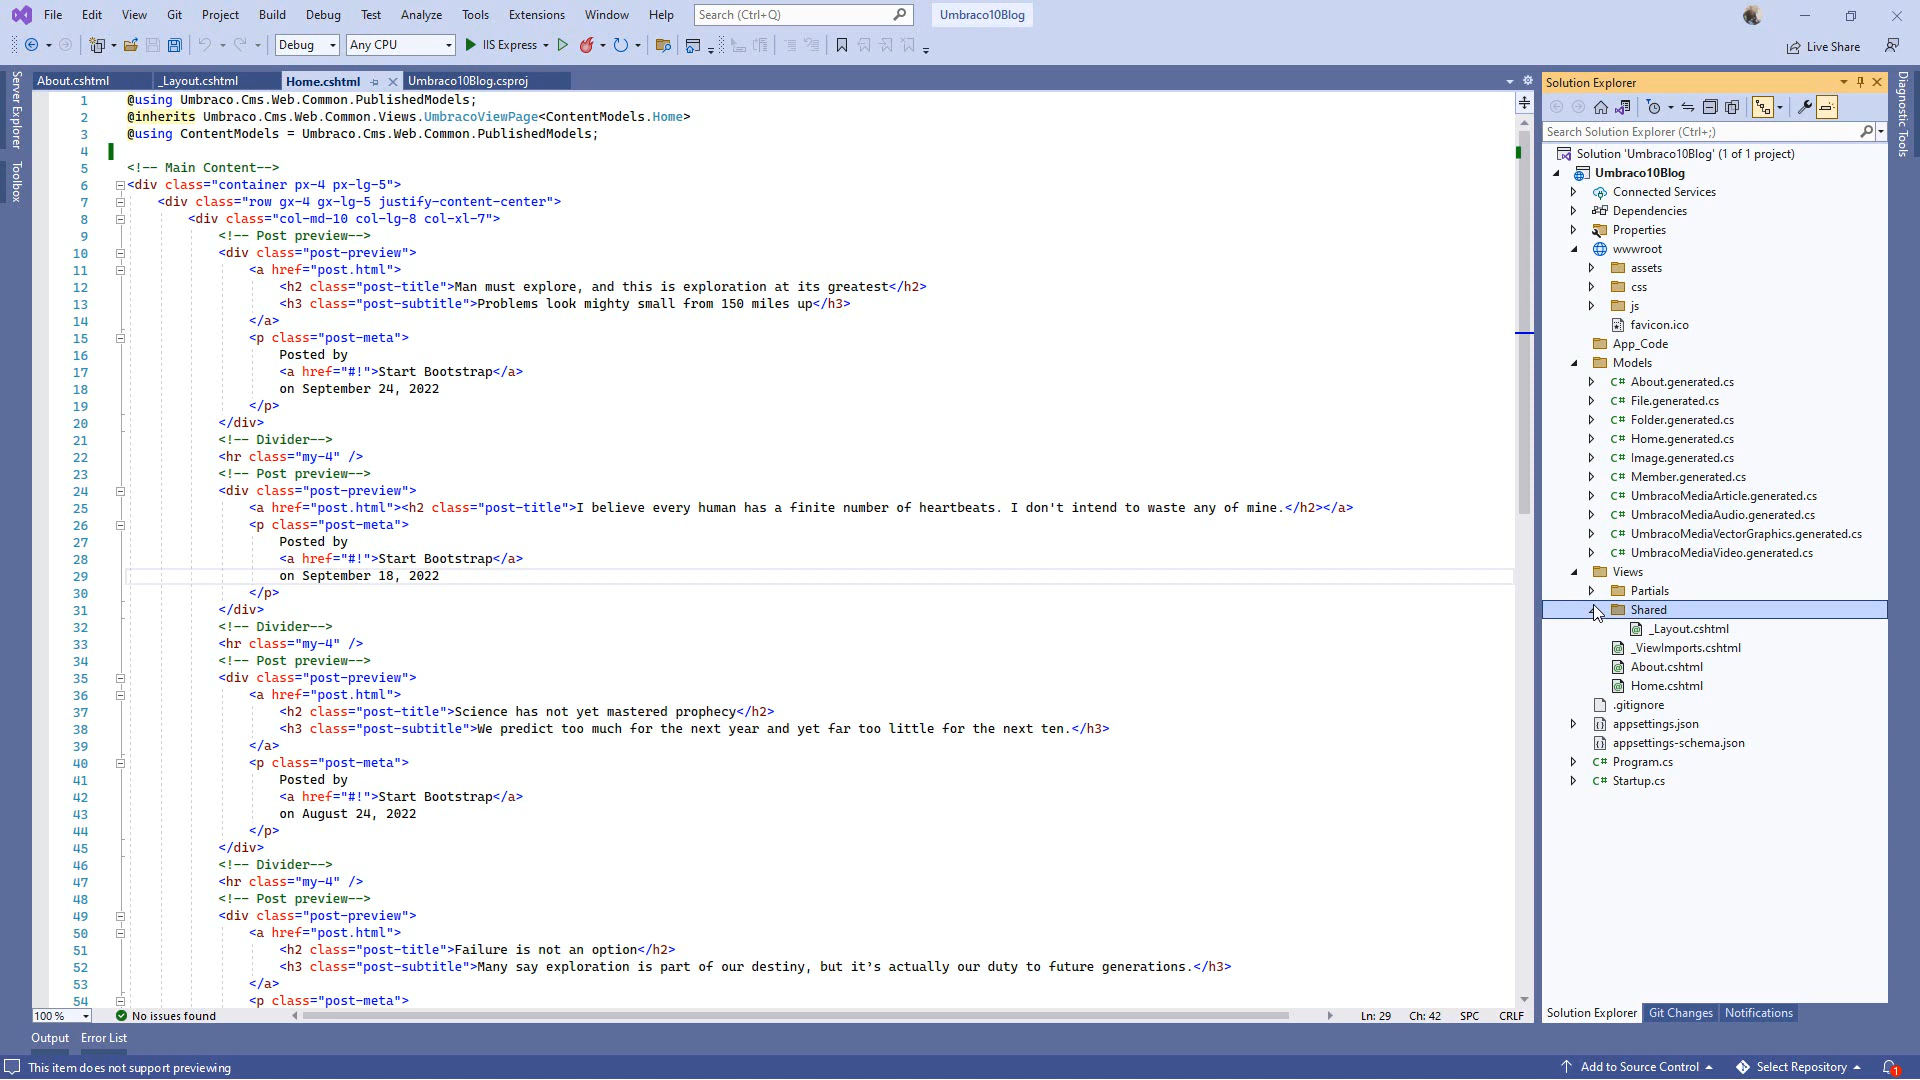 File Edit View Git Project Build Debug Test Analyze Tools Extensions Window Help Search (Ctrl+Q) Umbraco10Blog
Debug Any CPU IIS Express Live Share
Server Explorer
Toolbox
About.cshtml _Layout.cshtml Home.cshtml Umbraco10Blog.csproj
1 @using Umbraco.Cms.Web.Common.PublishedModels;
2 @inherits Umbraco.Cms.Web.Common.Views.UmbracoViewPage<ContentModels.Home>
3 @using ContentModels = Umbraco.Cms.Web.Common.PublishedModels;
4
5 <!-- Main Content-->
6 <div class="container px-4 px-lg-5">
7 <div class="row gx-4 gx-lg-5 justify-content-center">
8 <div class="col-md-10 col-lg-8 col-xl-7">
9 <!-- Post preview-->
10 <div class="post-preview">
11 <a href="post.html">
12 <h2 class="post-title">Man must explore, and this is exploration at its greatest</h2>
13 <h3 class="post-subtitle">Problems look mighty small from 150 miles up</h3>
14 </a>
15 <p class="post-meta">
16 Posted by
17 <a href="#!">Start Bootstrap</a>
18 on September 24, 2022
19 </p>
20 </div>
21 <!-- Divider-->
22 <hr class="my-4" />
23 <!-- Post preview-->
24 <div class="post-preview">
25 <a href="post.html"><h2 class="post-title">I believe every human has a finite number of heartbeats. I don't intend to waste any of mine.</h2></a>
26 <p class="post-meta">
27 Posted by
28 <a href="#!">Start Bootstrap</a>
29 on September 18, 2022
30 </p>
31 </div>
32 <!-- Divider-->
33 <hr class="my-4" />
34 <!-- Post preview-->
35 <div class="post-preview">
36 <a href="post.html">
37 <h2 class="post-title">Science has not yet mastered prophecy</h2>
38 <h3 class="post-subtitle">We predict too much for the next year and yet far too little for the next ten.</h3>
39 </a>
40 <p class="post-meta">
41 Posted by
42 <a href="#!">Start Bootstrap</a>
43 on August 24, 2022
44 </p>
45 </div>
46 <!-- Divider-->
47 <hr class="my-4" />
48 <!-- Post preview-->
49 <div class="post-preview">
50 <a href="post.html">
51 <h2 class="post-title">Failure is not an option</h2>
52 <h3 class="post-subtitle">Many say exploration is part of our destiny, but it's actually our duty to future generations.</h3>
53 </a>
54 <p class="post-meta">
100 % No issues found Ln: 29 Ch: 42 SPC CRLF
Solution Explorer
Search Solution Explorer (Ctrl+;)
Solution 'Umbraco10Blog' (1 of 1 project)
Umbraco10Blog
Connected Services
Dependencies
Properties
wwwroot
assets
css
js
favicon.ico
App_Code
Models
C# About.generated.cs
C# File.generated.cs
C# Folder.generated.cs
C# Home.generated.cs
C# Image.generated.cs
C# Member.generated.cs
C# UmbracoMediaArticle.generated.cs
C# UmbracoMediaAudio.generated.cs
C# UmbracoMediaVectorGraphics.generated.cs
C# UmbracoMediaVideo.generated.cs
Views
Partials
Shared
_Layout.cshtml
_ViewImports.cshtml
About.cshtml
Home.cshtml
.gitignore
appsettings.json
appsettings-schema.json
C# Program.cs
C# Startup.cs
Solution Explorer Git Changes Notifications
Diagnostic Tools
Output Error List
This item does not support previewing Add to Source Control Select Repository 1